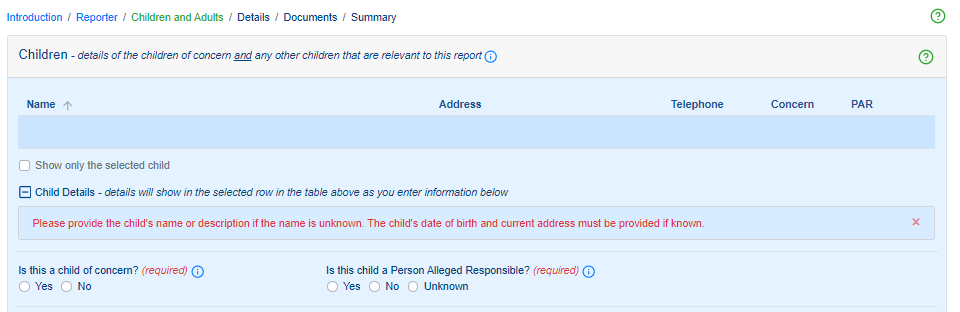 Introduction / Reporter / Children and Adults / Details / Documents / Summary
Children - details of the children of concern and any other children that are relevant to this report
Name Address Telephone Concern PAR
Show only the selected child
Child Details - details will show in the selected row in the table above as you enter information below
Please provide the child's name or description if the name is unknown. The child's date of birth and current address must be provided if known.
Is this a child of concern? (required) Is this child a Person Alleged Responsible? (required)
Yes No Yes No Unknown